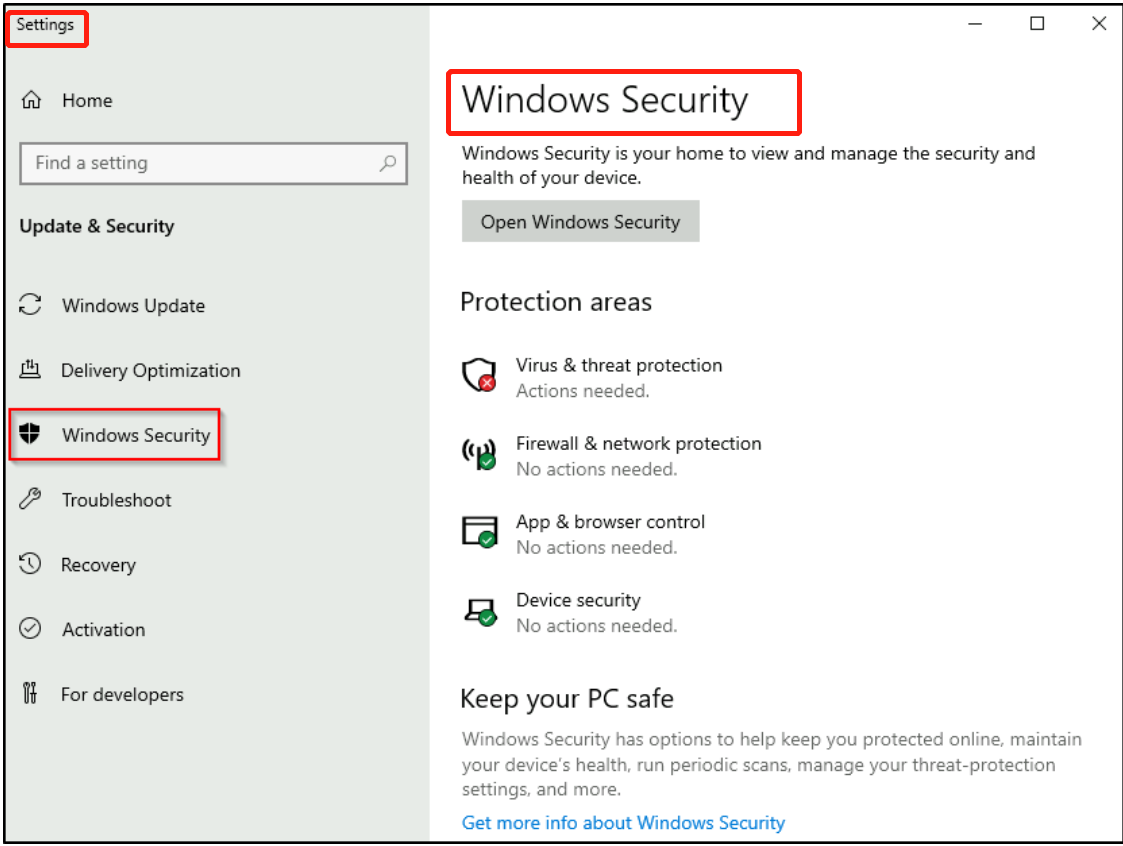 Settings
Home
Find a setting
Update & Security
Windows Update
Delivery Optimization
Windows Security
Troubleshoot
Recovery
Activation
For developers
Windows Security
Windows Security is your home to view and manage the security and
health of your device.
Open Windows Security
Protection areas
Virus & threat protection
Actions needed.
Firewall & network protection
No actions needed.
App & browser control
No actions needed.
Device security
No actions needed.
Keep your PC safe
Windows Security has options to help keep you protected online, maintain
your device's health, run periodic scans, manage your threat-protection
settings, and more.
Get more info about Windows Security